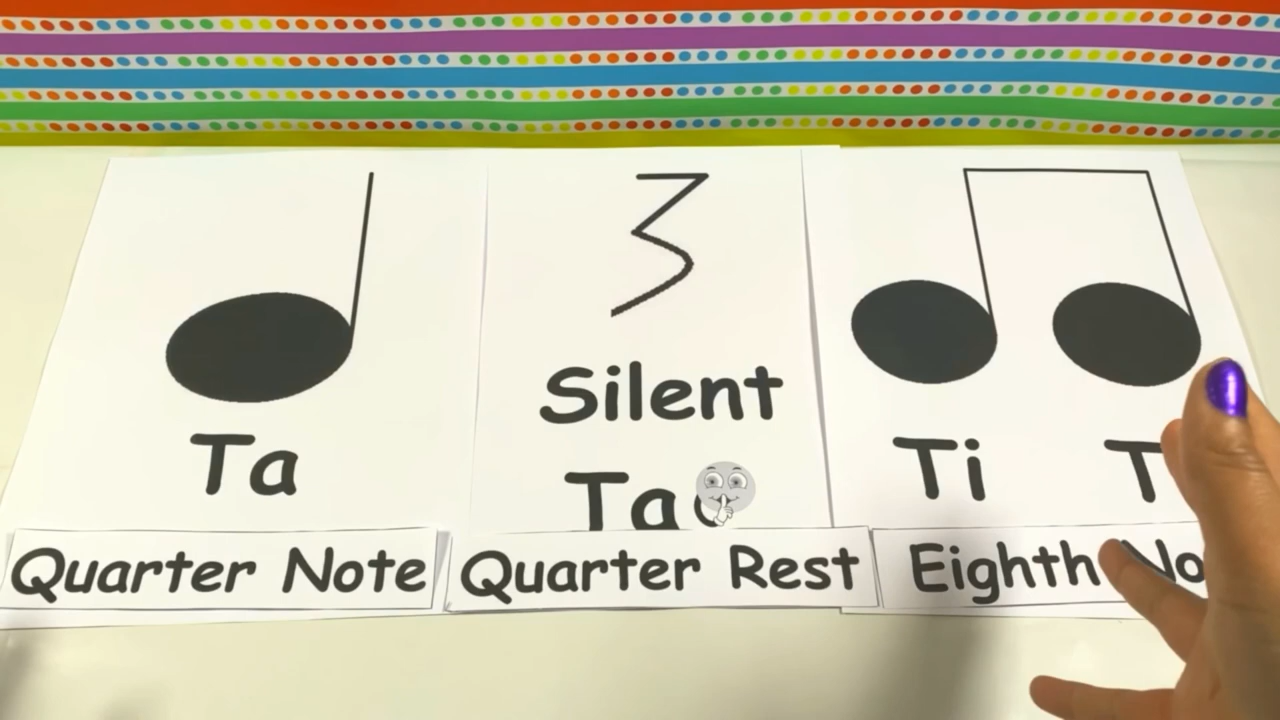 Ta
Silent
Ta
Ti
Quarter Note
Quarter Rest
Eighth